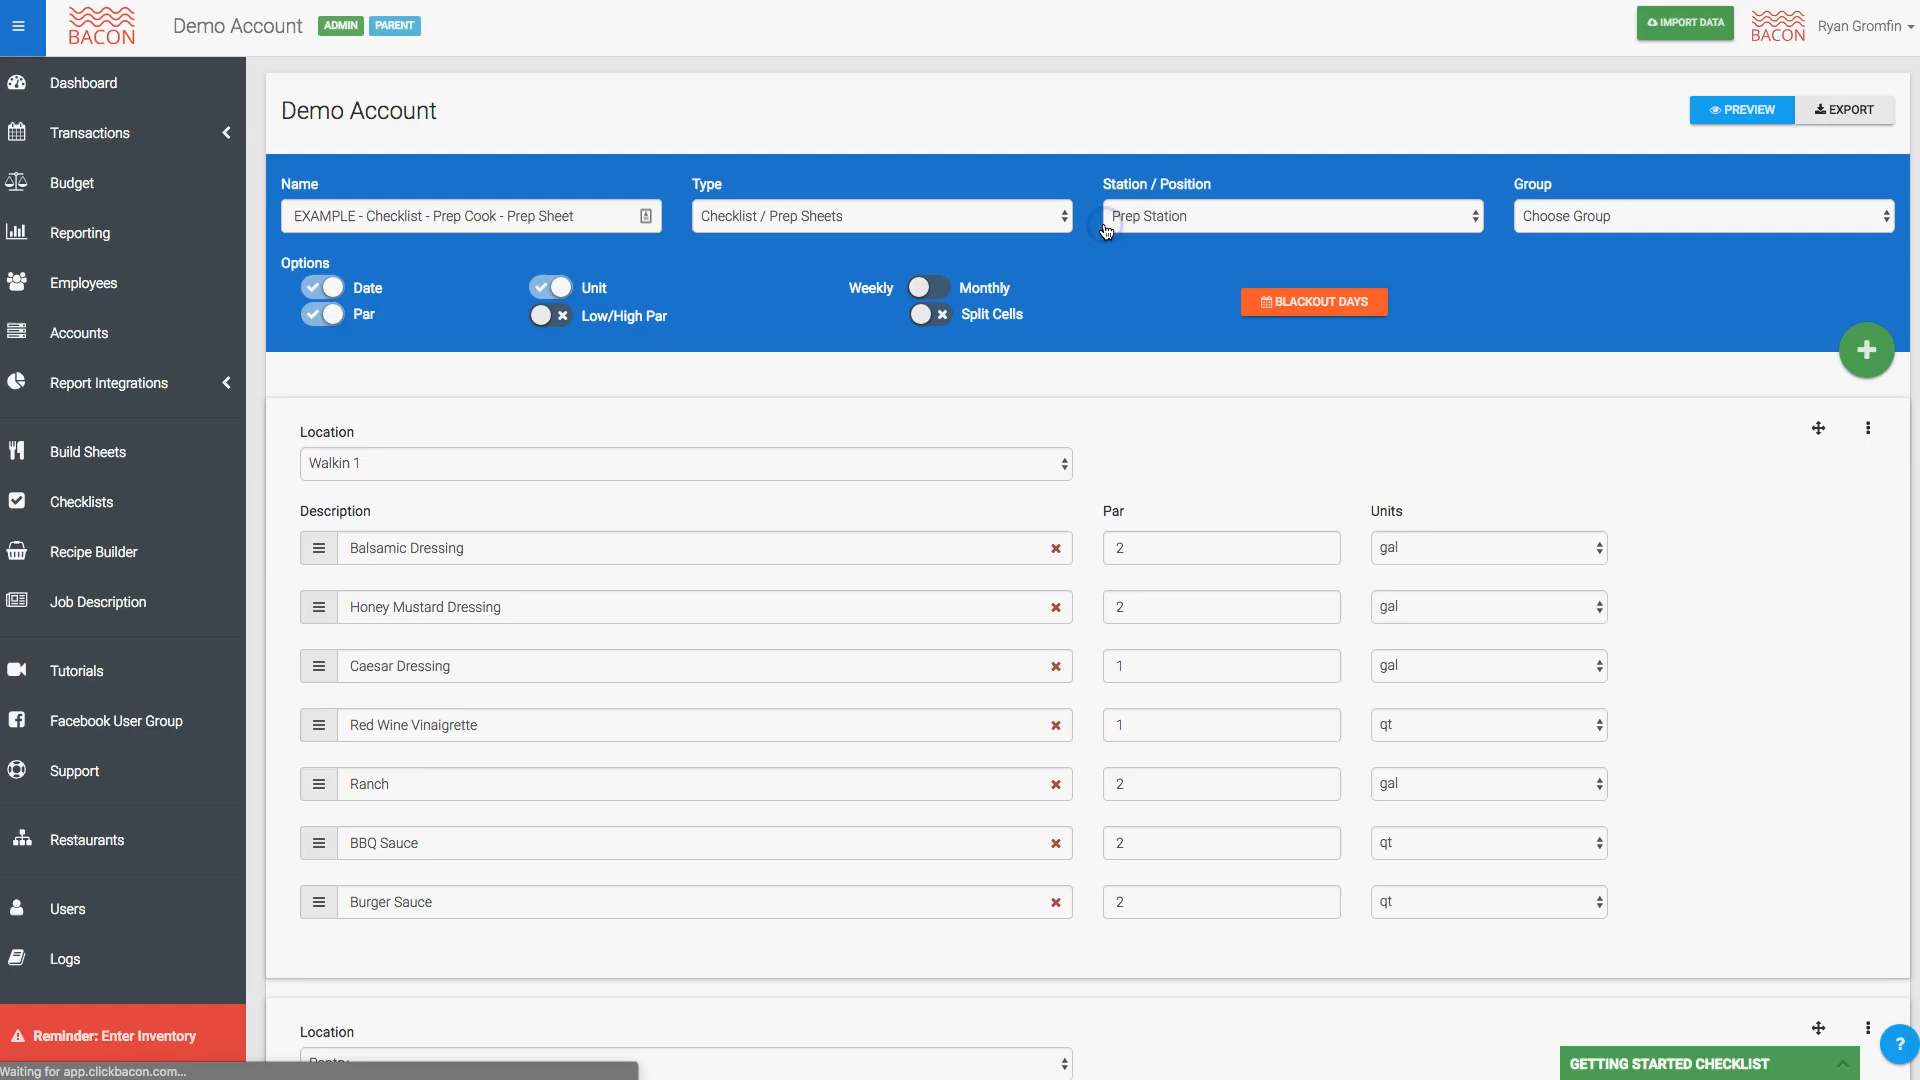 BACON
Demo Account
ADMIN
PARENT
IMPORT DATA
BACON
Ryan Gromfin
Dashboard
Transactions
Budget
Reporting
Employees
Accounts
Report Integrations
Build Sheets
Checklists
Recipe Builder
Job Description
Tutorials
Facebook User Group
Support
Restaurants
Users
Logs
Reminder: Enter Inventory
Waiting for app.clickbacon.com...
Demo Account
PREVIEW
EXPORT
Name
Type
Station / Position
Group
EXAMPLE - Checklist - Prep Cook - Prep Sheet
Checklist / Prep Sheets
Prep Station
Choose Group
Options
Date
Unit
Weekly
Monthly
BLACKOUT DAYS
Par
Low/High Par
Split Cells
Location
Walkin 1
Description
Par
Units
Balsamic Dressing
2
gal
Honey Mustard Dressing
2
gal
Caesar Dressing
1
gal
Red Wine Vinaigrette
1
qt
Ranch
2
gal
BBQ Sauce
2
qt
Burger Sauce
2
qt
Location
Pantry
GETTING STARTED CHECKLIST
?